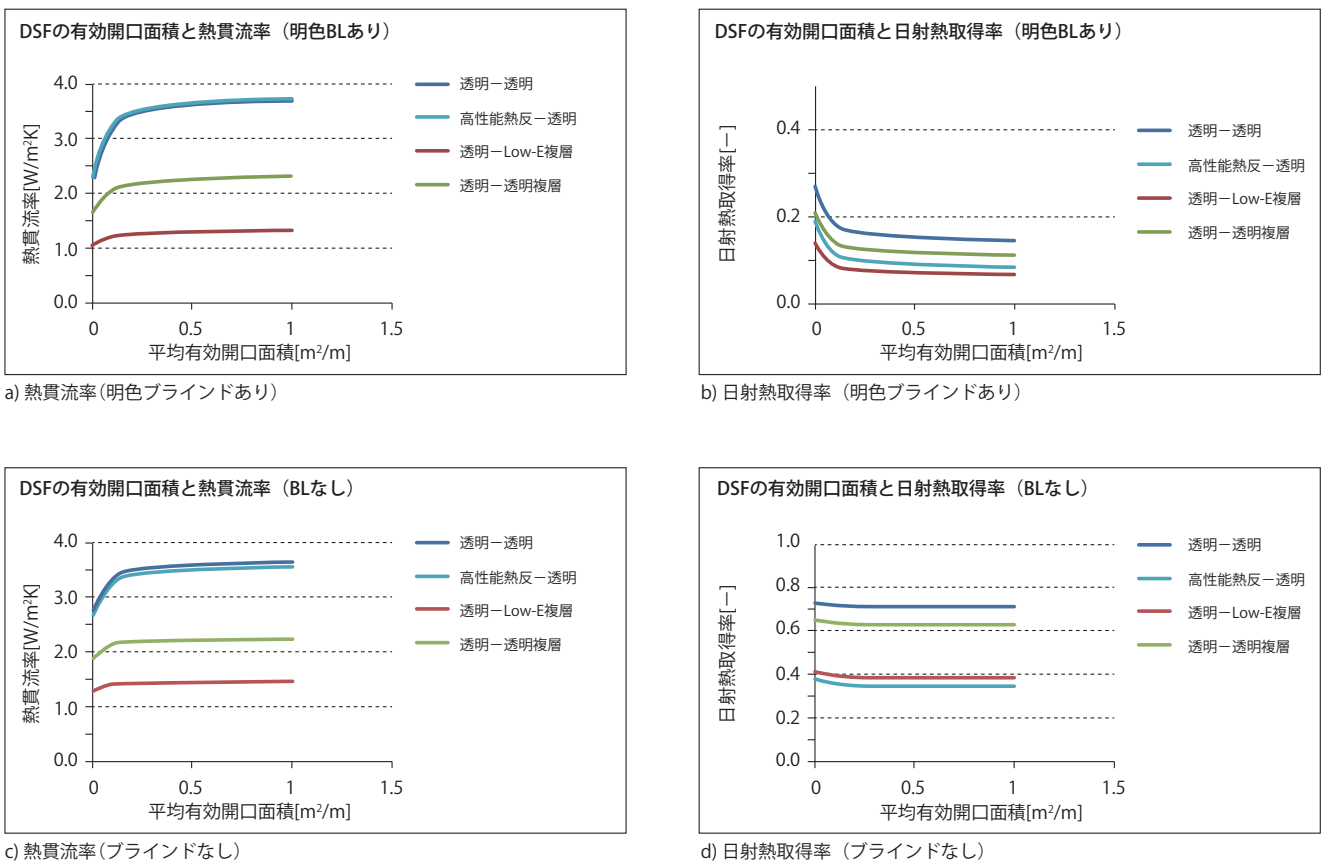 DSFの有効開口面積と熱貫流率（明色BLあり）
4.0
3.0
2.0
1.0
0.0
熱貫流率[W/m²K]
0 0.5 1 1.5
平均有効開口面積[m²/m]
透明ー透明
高性能熱反ー透明
透明ーLow-E複層
透明ー透明複層
a) 熱貫流率（明色ブラインドあり）
DSFの有効開口面積と日射熱取得率（明色BLあり）
0.4
0.2
0.0
日射熱取得率[ー]
0 0.5 1 1.5
平均有効開口面積[m²/m]
透明ー透明
高性能熱反ー透明
透明ーLow-E複層
透明ー透明複層
b) 日射熱取得率（明色ブラインドあり）
DSFの有効開口面積と熱貫流率（BLなし）
4.0
3.0
2.0
1.0
0.0
熱貫流率[W/m²K]
0 0.5 1 1.5
平均有効開口面積[m²/m]
透明ー透明
高性能熱反ー透明
透明ーLow-E複層
透明ー透明複層
c) 熱貫流率（ブラインドなし）
DSFの有効開口面積と日射熱取得率（BLなし）
1.0
0.8
0.6
0.4
0.2
0.0
日射熱取得率[ー]
0 0.5 1 1.5
平均有効開口面積[m²/m]
透明ー透明
高性能熱反ー透明
透明ーLow-E複層
透明ー透明複層
d) 日射熱取得率（ブラインドなし）